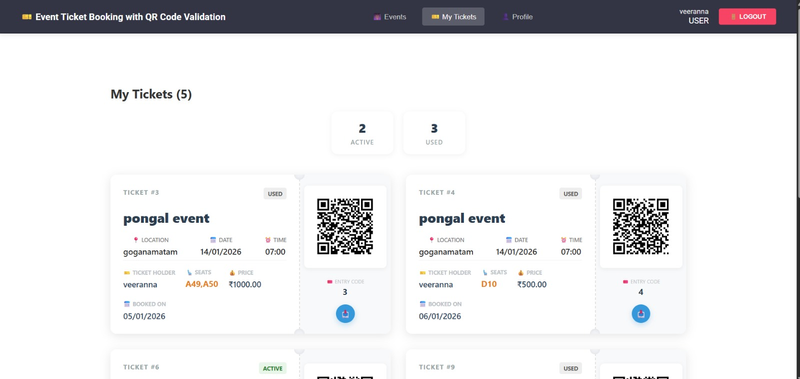 Event Ticket Booking with QR Code Validation
Events
My Tickets
Profile
veeranna
USER
LOGOUT
My Tickets (5)
2
ACTIVE
3
USED
TICKET #3
USED
pongal event
LOCATION DATE TIME
goganamatam 14/01/2026 07:00
TICKET HOLDER SEATS PRICE
veeranna A49,A50 ₹1000.00
BOOKED ON
05/01/2026
ENTRY CODE
3
TICKET #4
USED
pongal event
LOCATION DATE TIME
goganamatam 14/01/2026 07:00
TICKET HOLDER SEATS PRICE
veeranna D10 ₹500.00
BOOKED ON
06/01/2026
ENTRY CODE
4
TICKET #6
ACTIVE
TICKET #9
USED